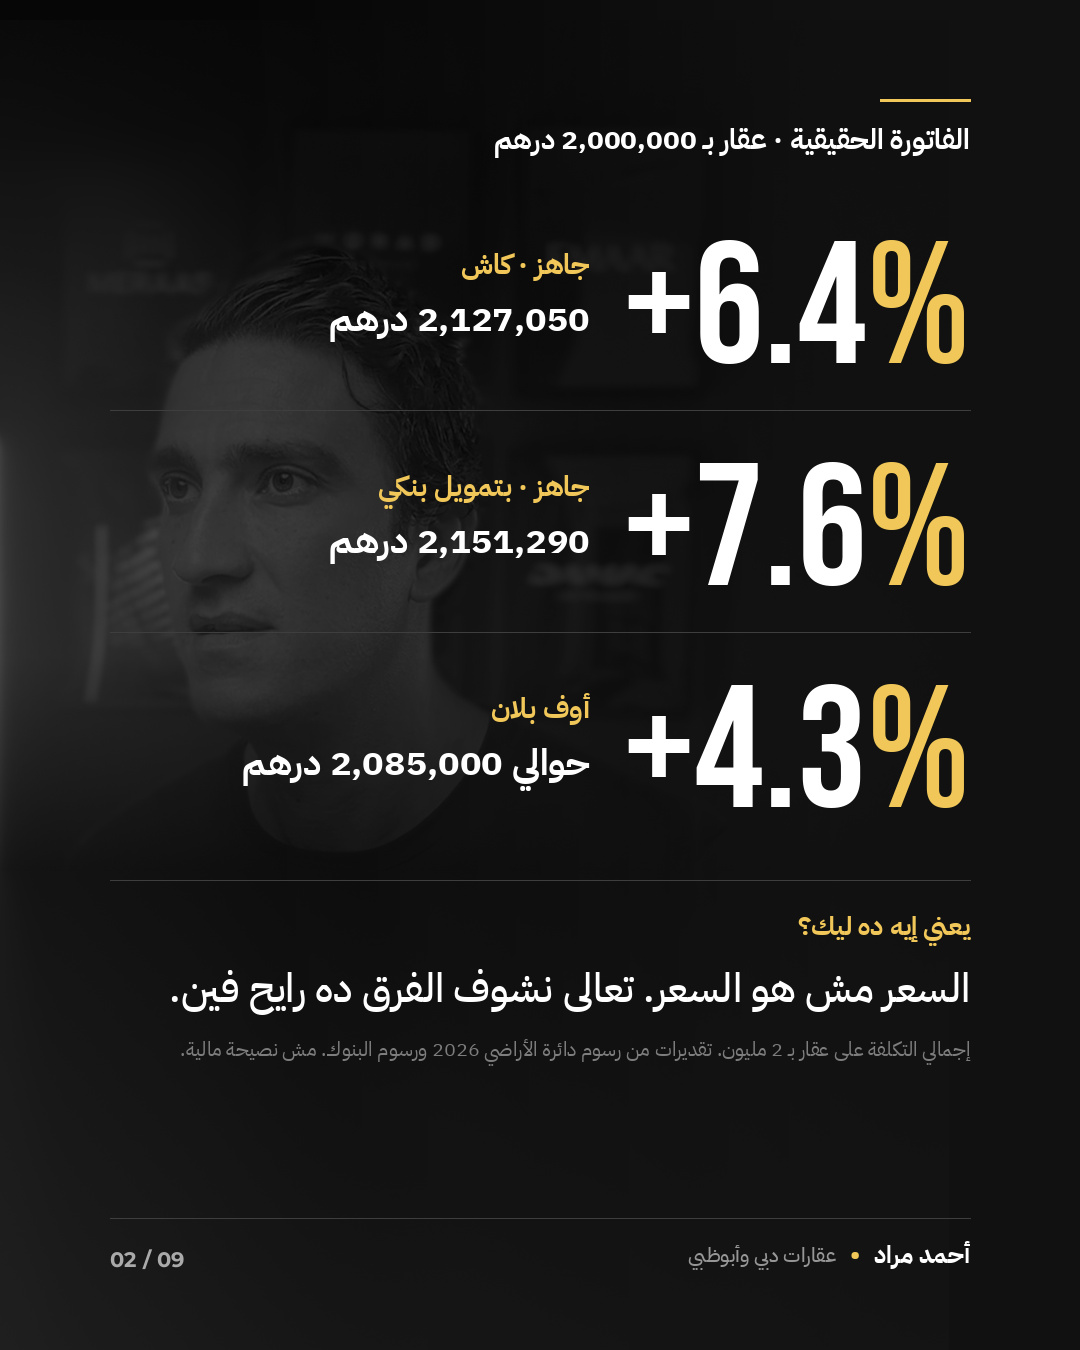 الفاتورة الحقيقية · عقار بـ 2,000,000 درهم
+6.4%
جاهز · كاش
2,127,050 درهم
+7.6%
جاهز · بتمويل بنكي
2,151,290 درهم
+4.3%
أوف بلان
حوالي 2,085,000 درهم
يعني إيه ده ليك؟
السعر مش هو السعر. تعالى نشوف الفرق ده رايح فين.
إجمالي التكلفة على عقار بـ 2 مليون. تقديرات من رسوم دائرة الأراضي 2026 ورسوم البنوك. مش نصيحة مالية.
أحمد مراد • عقارات دبي وأبوظبي
02 / 09